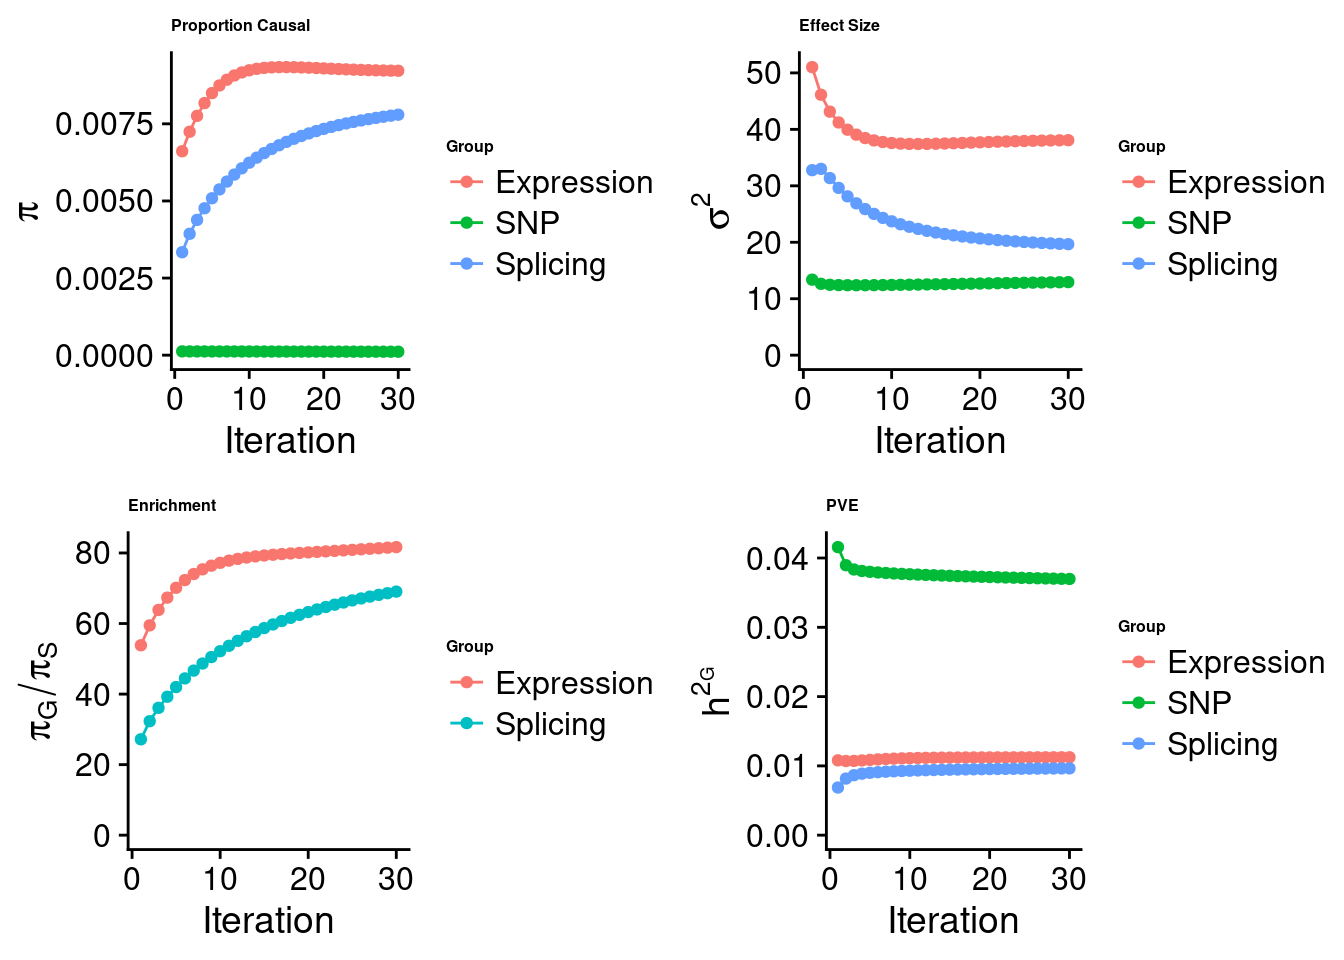 Proportion Causal
π
0.0075
0.0050
0.0025
0.0000
0 10 20 30
Iteration
Group
Expression
SNP
Splicing
Effect Size
σ²
50
40
30
20
10
0
0 10 20 30
Iteration
Group
Expression
SNP
Splicing
Enrichment
π_G/π_S
80
60
40
20
0
0 10 20 30
Iteration
Group
Expression
Splicing
PVE
h^2_G
0.04
0.03
0.02
0.01
0.00
0 10 20 30
Iteration
Group
Expression
SNP
Splicing